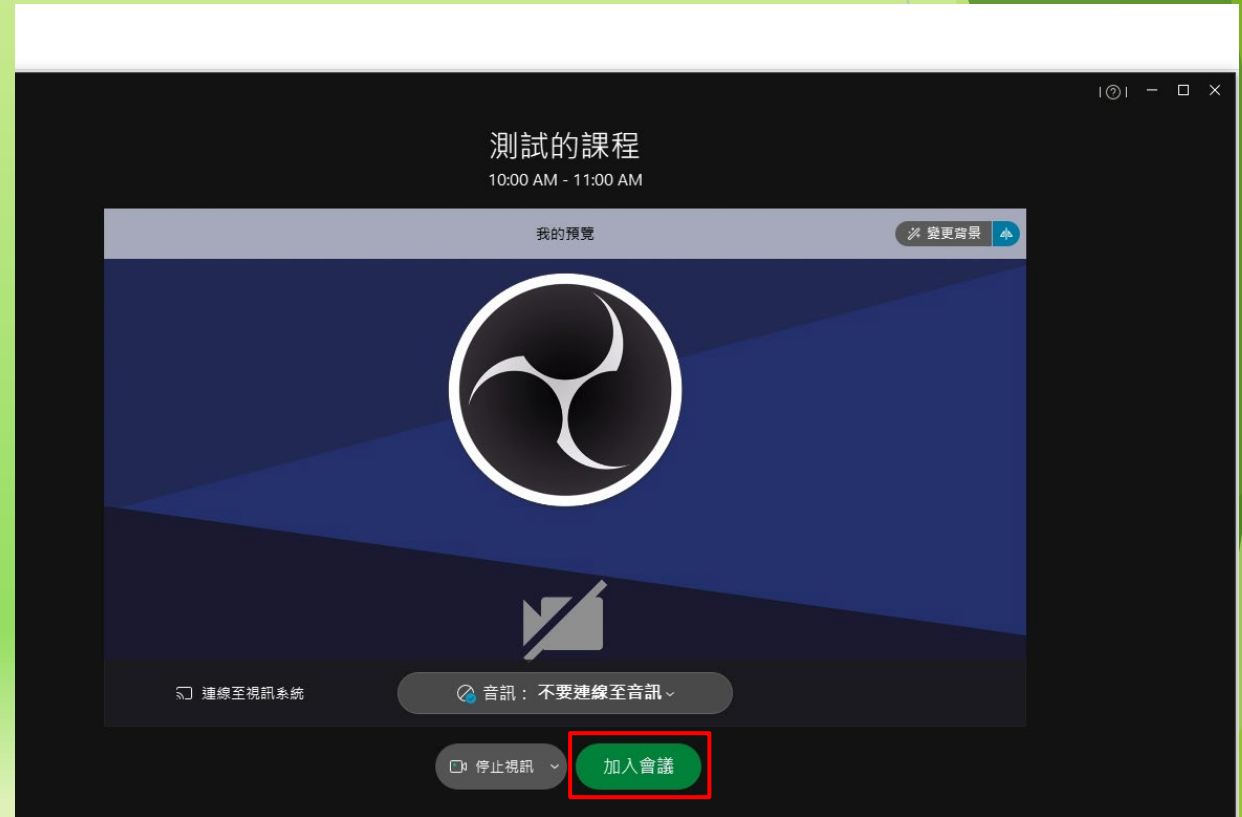 測試的課程
10:00 AM - 11:00 AM
我的預覽
變更背景
連線至視訊系統
音訊： 不要連線至音訊
停止視訊
加入會議